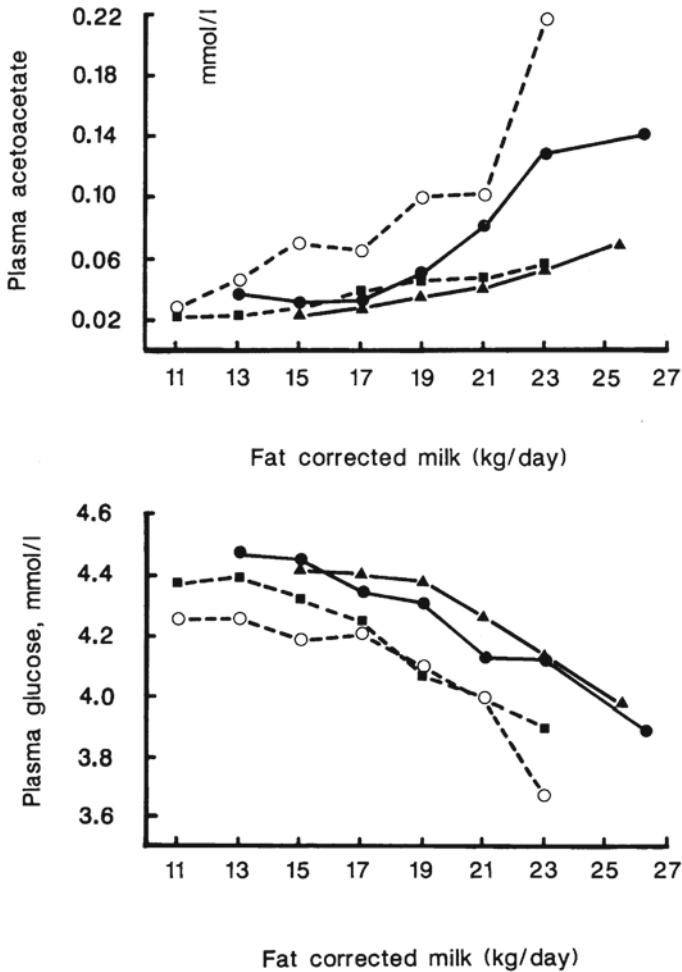 Plasma acetoacetate
mmol/l
0.22
0.18
0.14
0.10
0.06
0.02
11 13 15 17 19 21 23 25 27
Fat corrected milk (kg/day)
Plasma glucose, mmol/l
4.6
4.4
4.2
4.0
3.8
3.6
11 13 15 17 19 21 23 25 27
Fat corrected milk (kg/day)